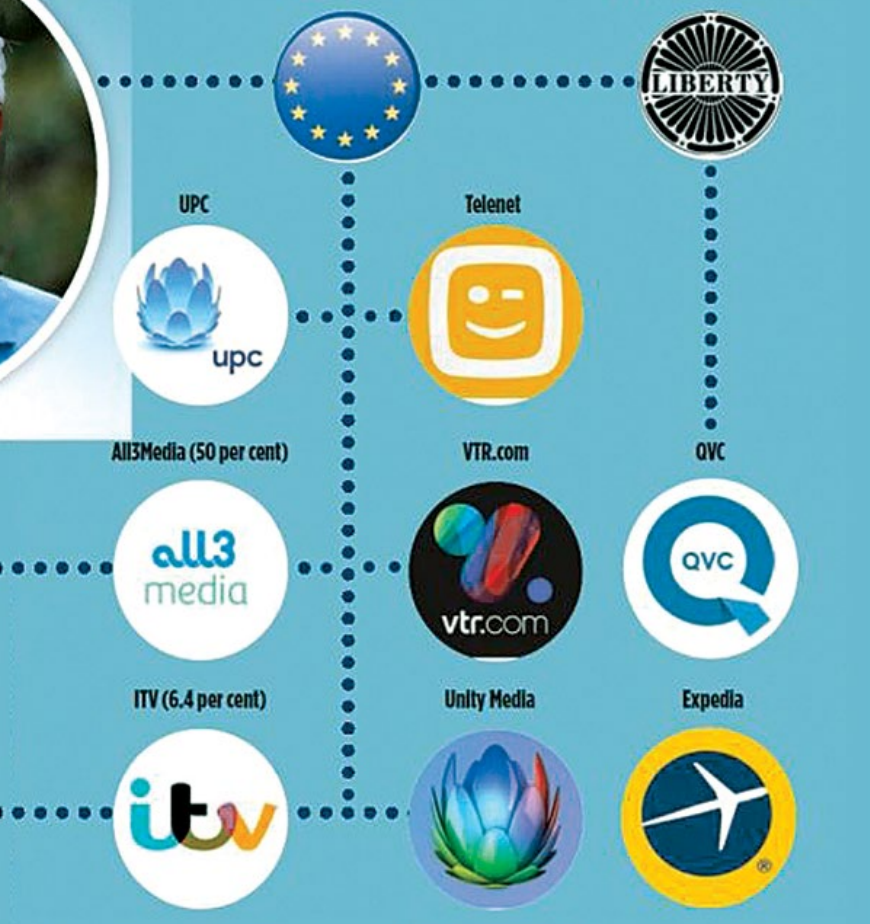 LIBERTY
UPC
Telenet
upc
All3Media (50 per cent)
VTR.com
QVC
all3
media
vtr.com
QVC
ITV (6.4 per cent)
Unity Media
Expedia
itv
®